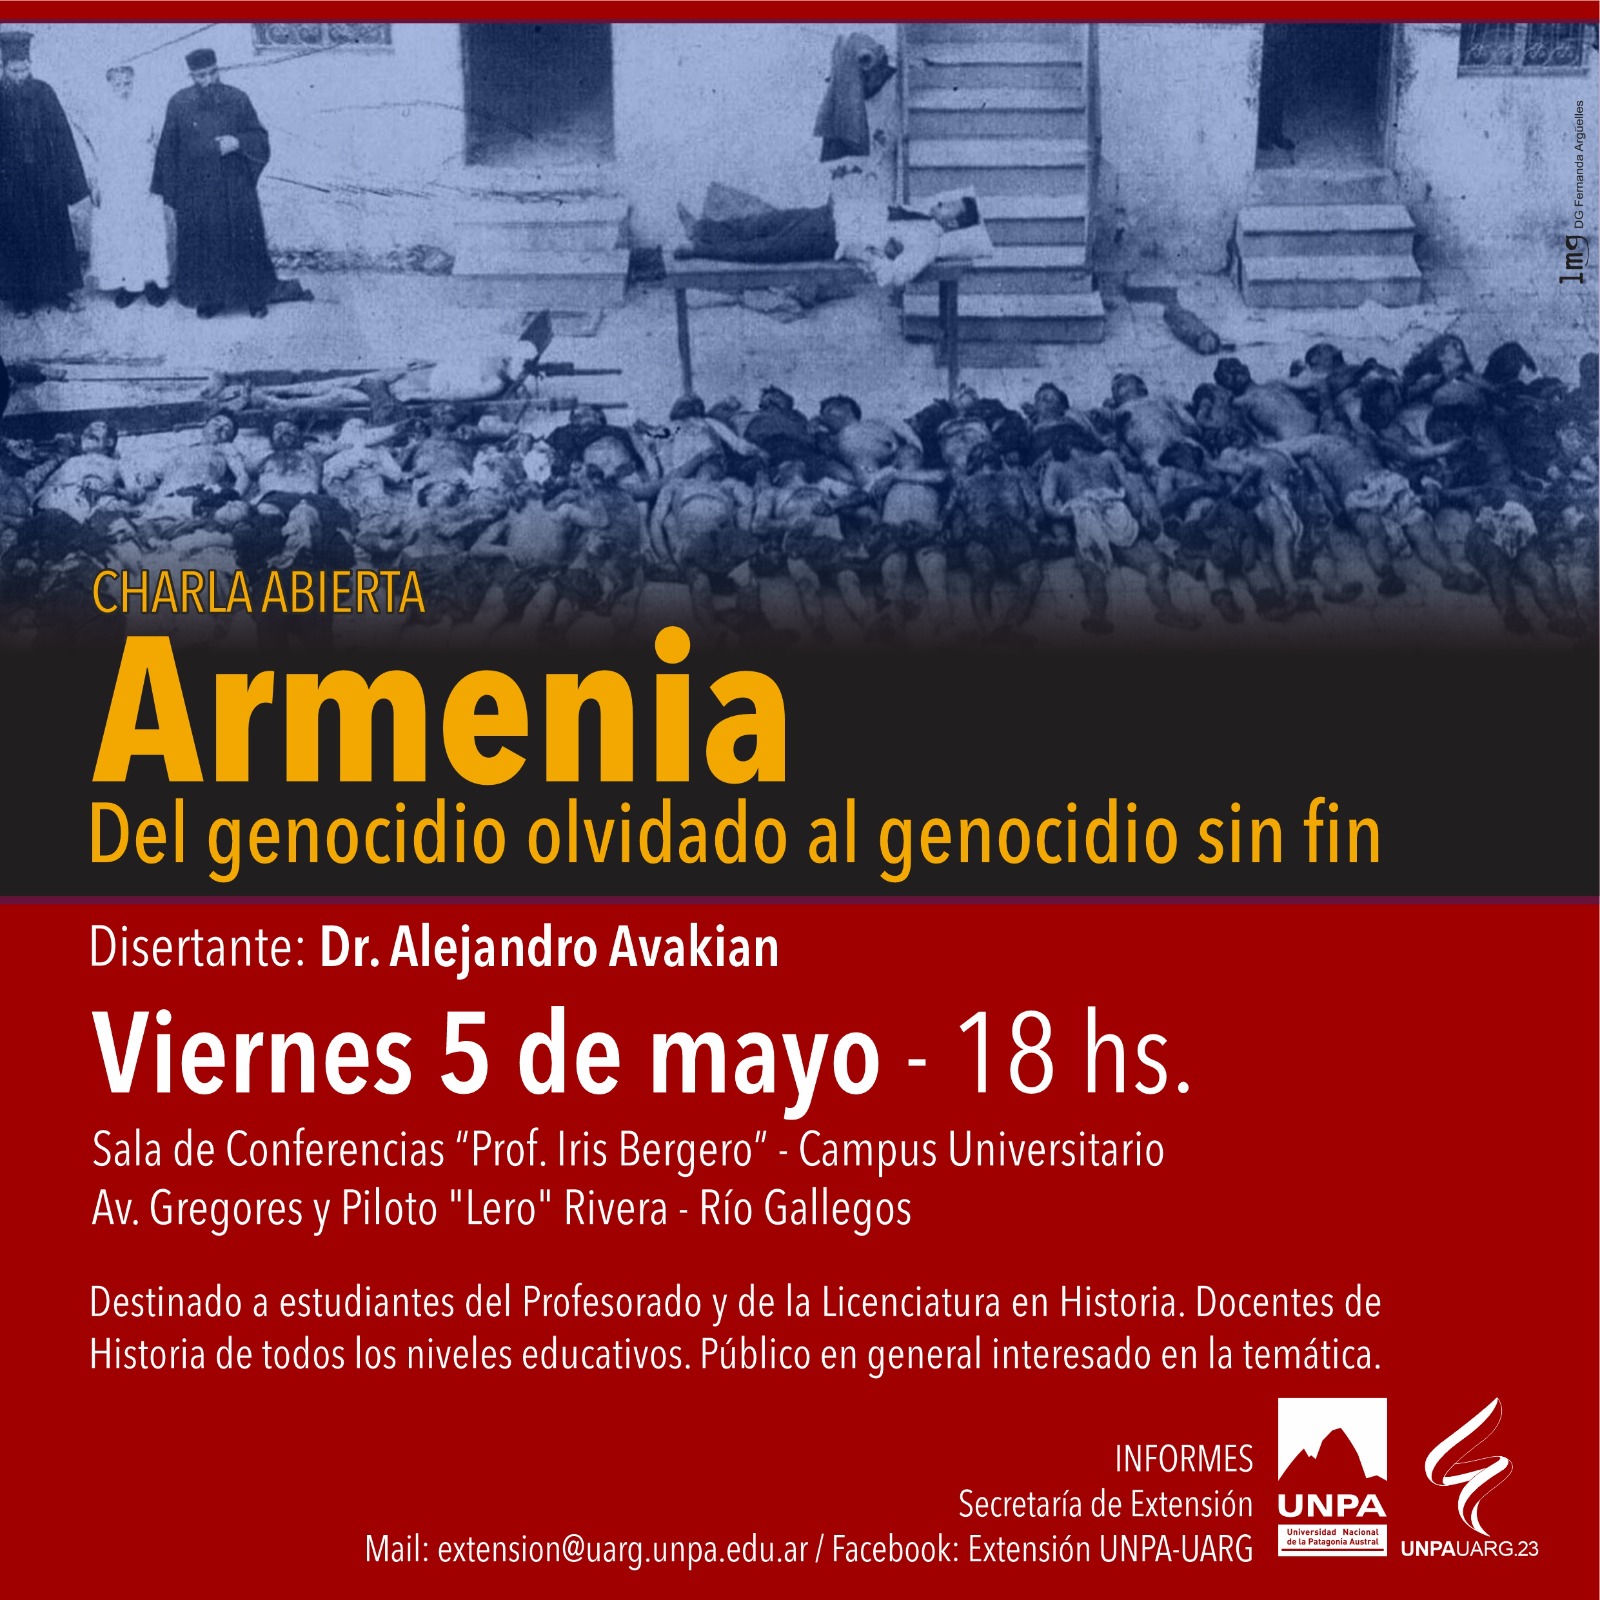 lmg DG Fernanda Argüelles
CHARLA ABIERTA
Armenia
Del genocidio olvidado al genocidio sin fin
Disertante: Dr. Alejandro Avakian
Viernes 5 de mayo - 18 hs.
Sala de Conferencias “Prof. Iris Bergero” - Campus Universitario
Av. Gregores y Piloto "Lero" Rivera - Río Gallegos
Destinado a estudiantes del Profesorado y de la Licenciatura en Historia. Docentes de
Historia de todos los niveles educativos. Público en general interesado en la temática.
INFORMES
Secretaría de Extensión
Mail: extension@uarg.unpa.edu.ar / Facebook: Extensión UNPA-UARG
UNPA
Universidad Nacional
de la Patagonia Austral
UNPAUARG.23